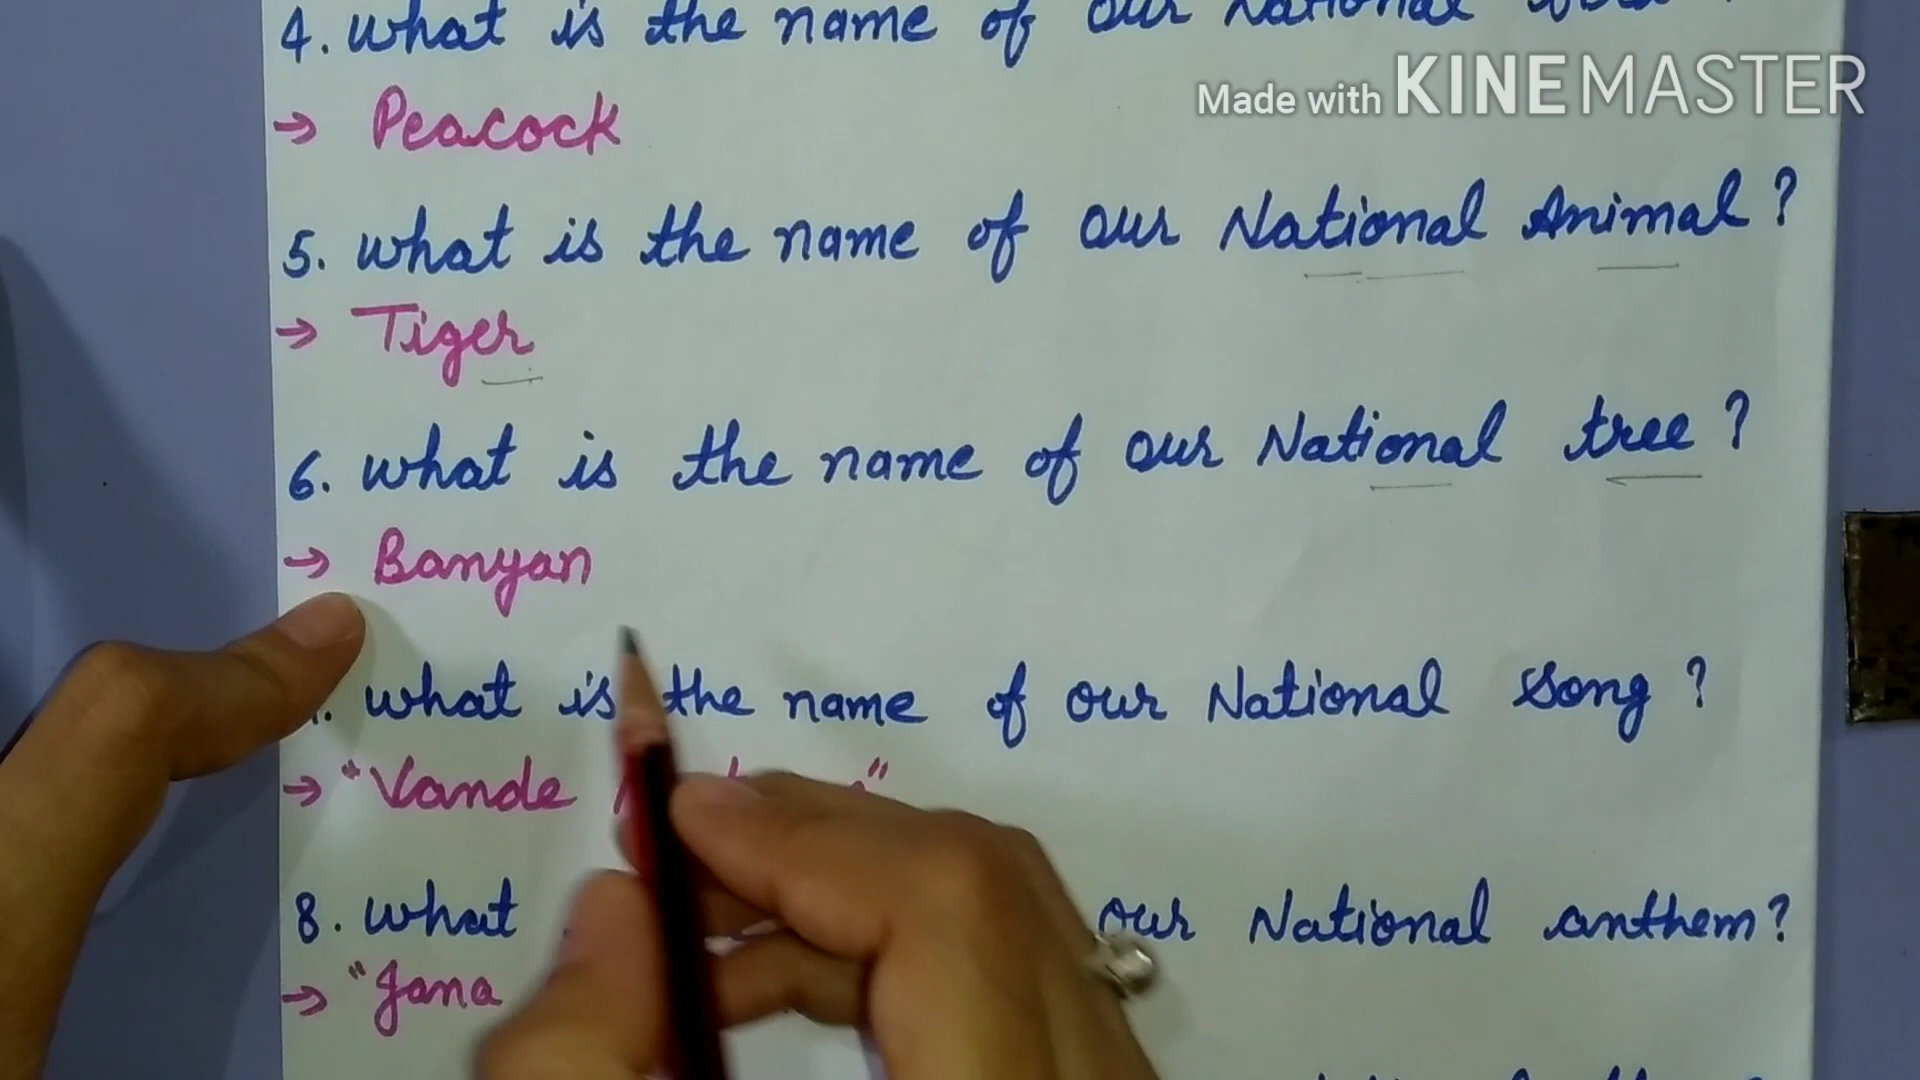 4. what is the name of our National
Made with KINEMASTER
→ Peacock
5. what is the name of our National Animal?
→ Tiger
6. what is the name of our National tree?
→ Banyan
what is the name of our National Song?
→ "Vande
8. what our National anthem?
→ "Jana